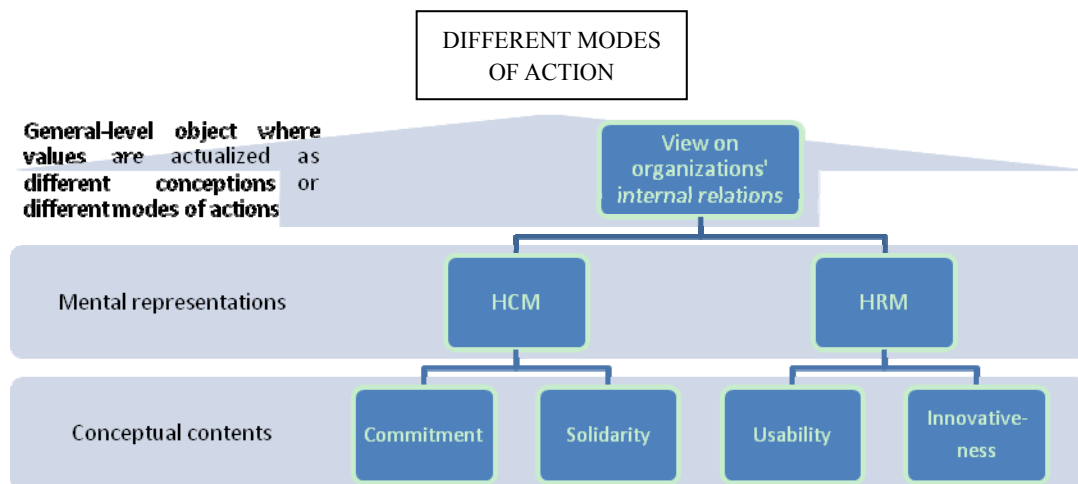 DIFFERENT MODES
OF ACTION
General-level object where
values are actualized as
different conceptions or
different modes of actions
View on
organizations'
internal relations
Mental representations
HCM
HRM
Conceptual contents
Commitment
Solidarity
Usability
Innovative-
ness